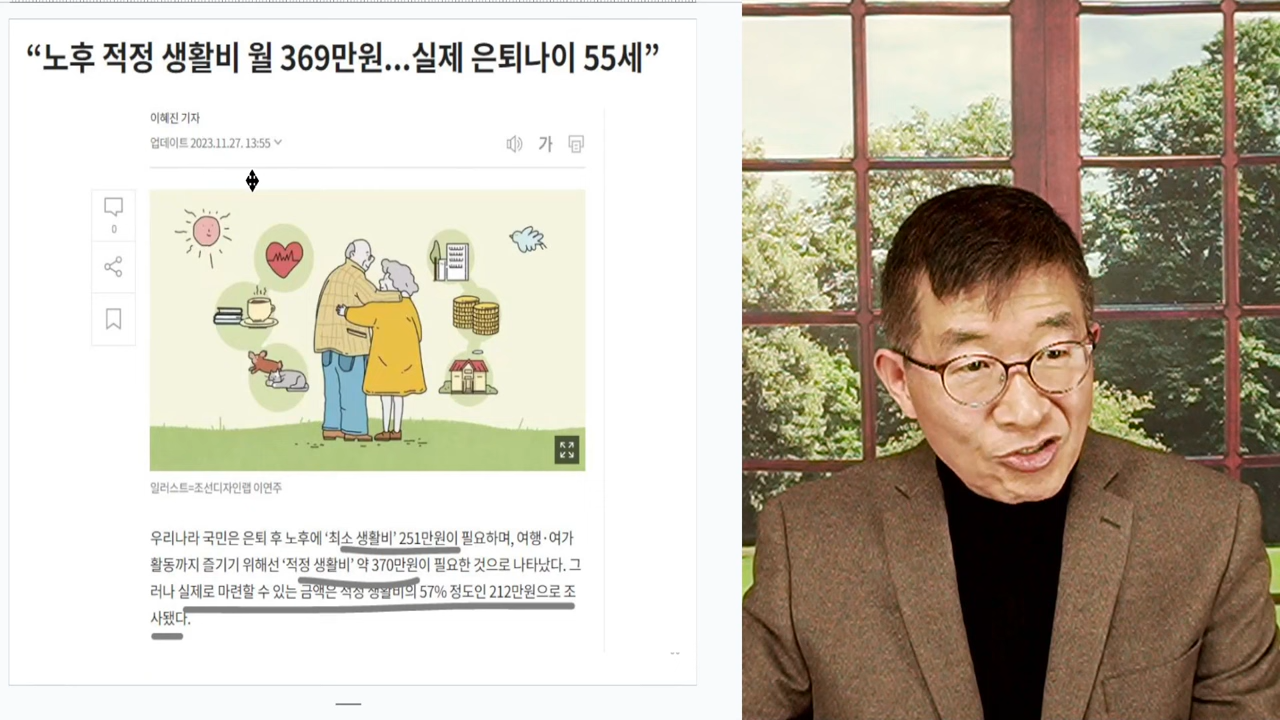 “노후 적정 생활비 월 369만원...실제 은퇴나이 55세”
이혜진 기자
업데이트 2023.11.27. 13:55
가
0
일러스트=조선디자인랩 이연주
우리나라 국민은 은퇴 후 노후에 ‘최소 생활비’ 251만원이 필요하며, 여행·여가
활동까지 즐기기 위해선 ‘적정 생활비’ 약 370만원이 필요한 것으로 나타났다. 그
러나 실제로 마련할 수 있는 금액은 적정 생활비의 57% 정도인 212만원으로 조
사됐다.